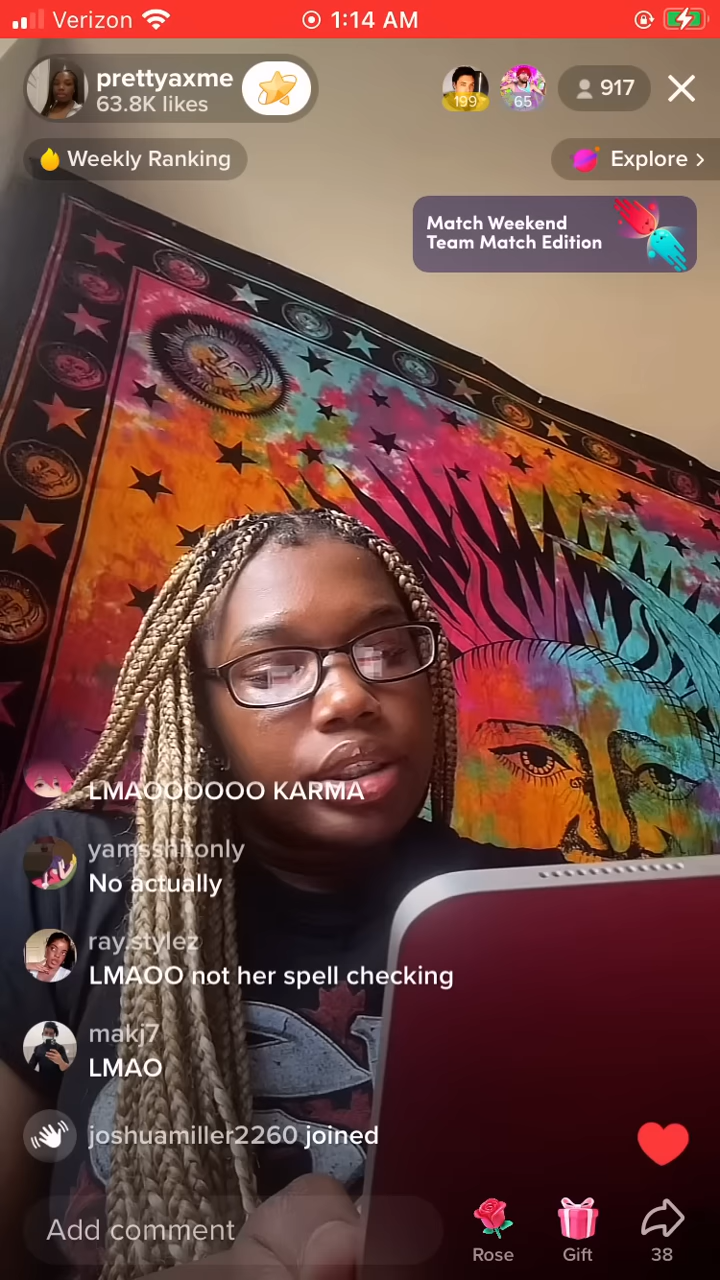 Verizon 1:14 AM
prettyaxme
63.8K likes
199
65
917
Weekly Ranking
Explore >
Match Weekend
Team Match Edition
LMAOOOOOO KARMA
yamsshitonly
No actually
ray.stylez
LMAOO not her spell checking
makj7
LMAO
joshuamiller2260 joined
Add comment
Rose
Gift
38